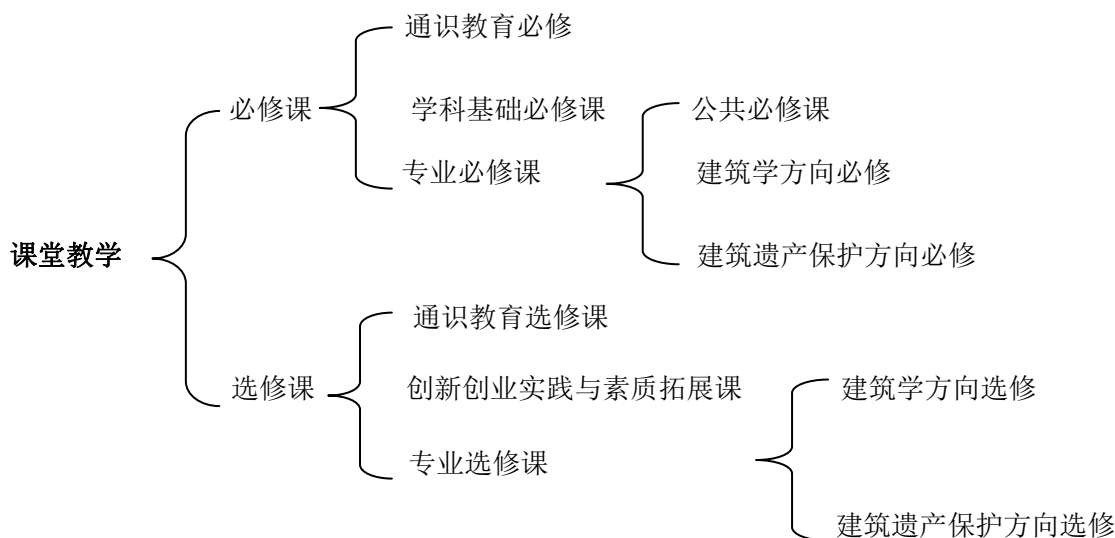 通识教育必修
必修课
学科基础必修课
公共必修课
专业必修课
建筑学方向必修
课堂教学
建筑遗产保护方向必修
通识教育选修课
选修课
创新创业实践与素质拓展课
建筑学方向选修
专业选修课
建筑遗产保护方向选修